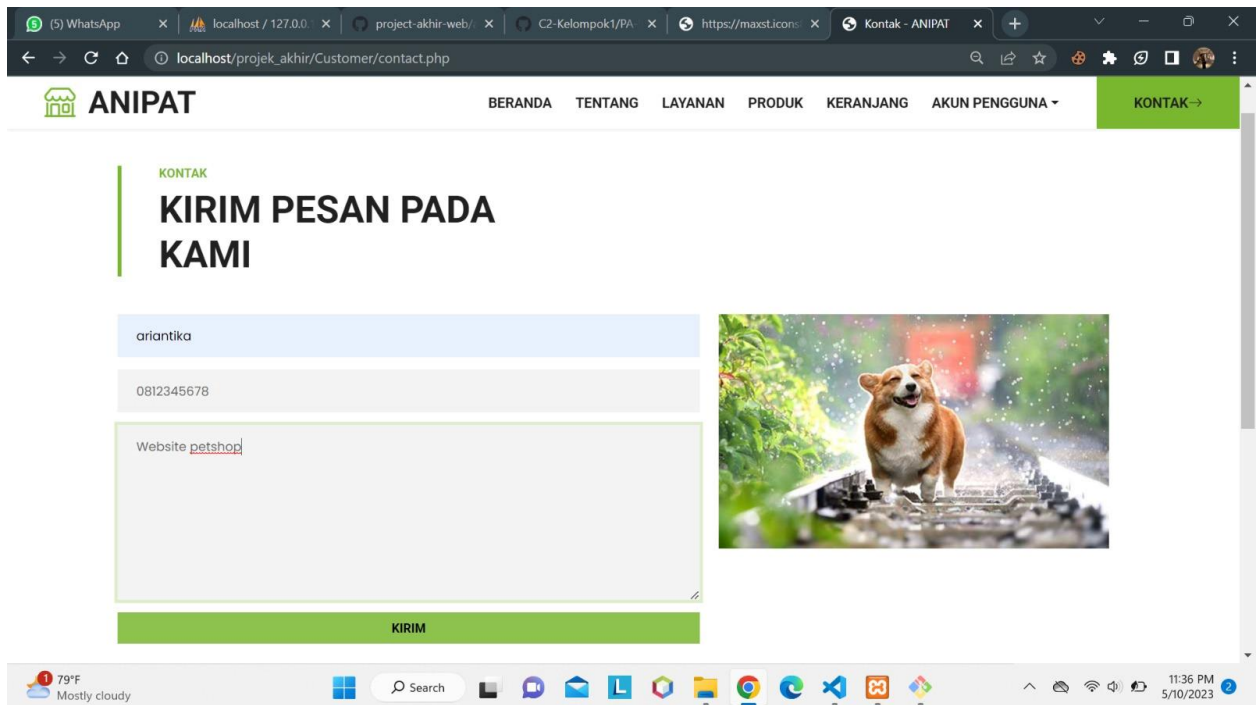 (5) WhatsApp
localhost / 127.0.0.1
project-akhir-web/
C2-Kelompok1/PA-
https://maxst.icons
Kontak - ANIPAT
localhost/projek_akhir/Customer/contact.php
ANIPAT
BERANDA TENTANG LAYANAN PRODUK KERANJANG AKUN PENGGUNA
KONTAK→
KONTAK
KIRIM PESAN PADA
KAMI
ariantika
0812345678
Website petshop
KIRIM
1
79°F
Mostly cloudy
Search
11:36 PM
5/10/2023
2